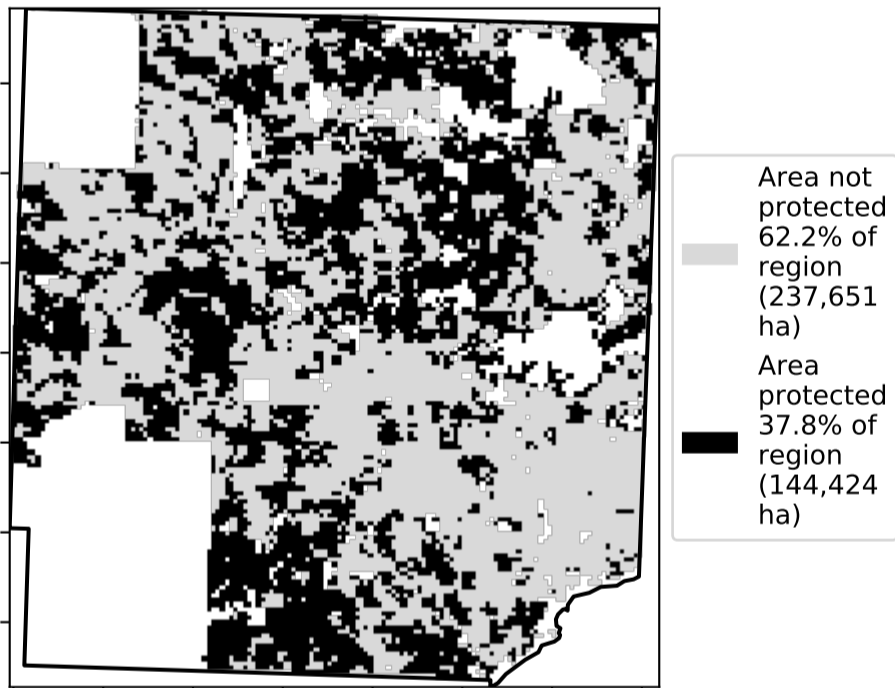 Area not
protected
62.2% of
region
(237,651
ha)
Area
protected
37.8% of
region
(144,424
ha)